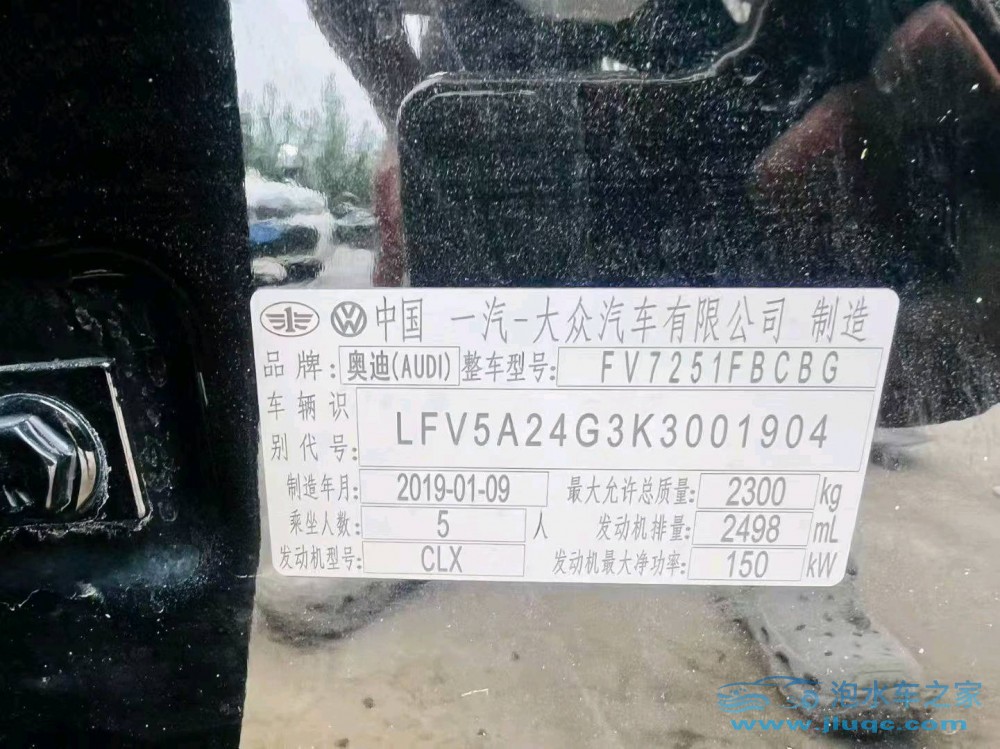 中国 一汽-大众汽车有限公司 制造
品牌: 奥迪(AUDI) 整车型号: FV7251FBCBG
车辆识别代号: LFV5A24G3K3001904
制造年月: 2019-01-09 最大允许总质量: 2300 kg
乘坐人数: 5 人 发动机排量: 2498 mL
发动机型号: CLX 发动机最大净功率: 150 kW
泡水车之家
www.jluqc.com